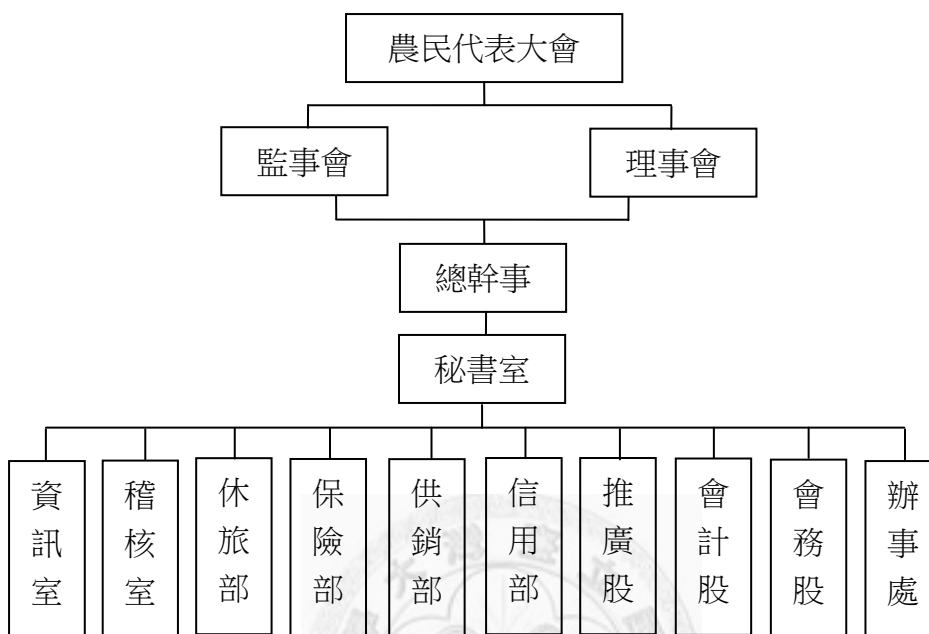 農民代表大會
監事會
理事會
總幹事
秘書室
資訊室
稽核室
休旅部
保險部
供銷部
信用部
推廣股
會計股
會務股
辦事處